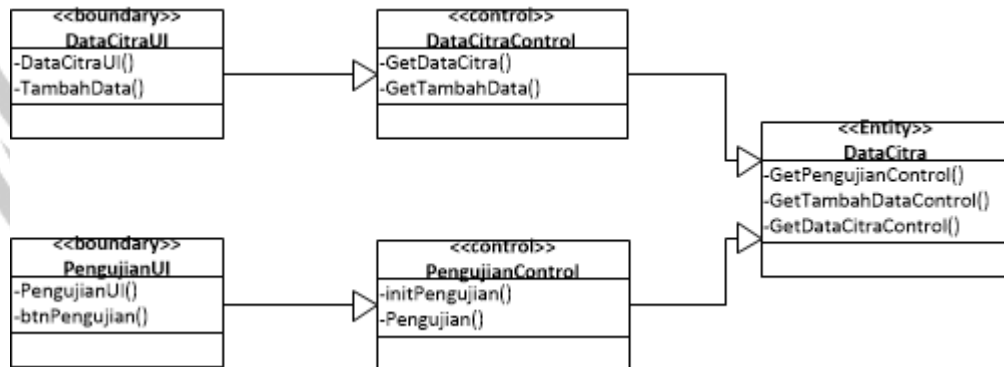 <<boundary>>
DataCitraUI
-DataCitraUI()
-TambahData()
<<control>>
DataCitraControl
-GetDataCitra()
-GetTambahData()
<<Entity>>
DataCitra
-GetPengujianControl()
-GetTambahDataControl()
-GetDataCitraControl()
<<boundary>>
PengujianUI
-PengujianUI()
-btnPengujian()
<<control>>
PengujianControl
-initPengujian()
-Pengujian()